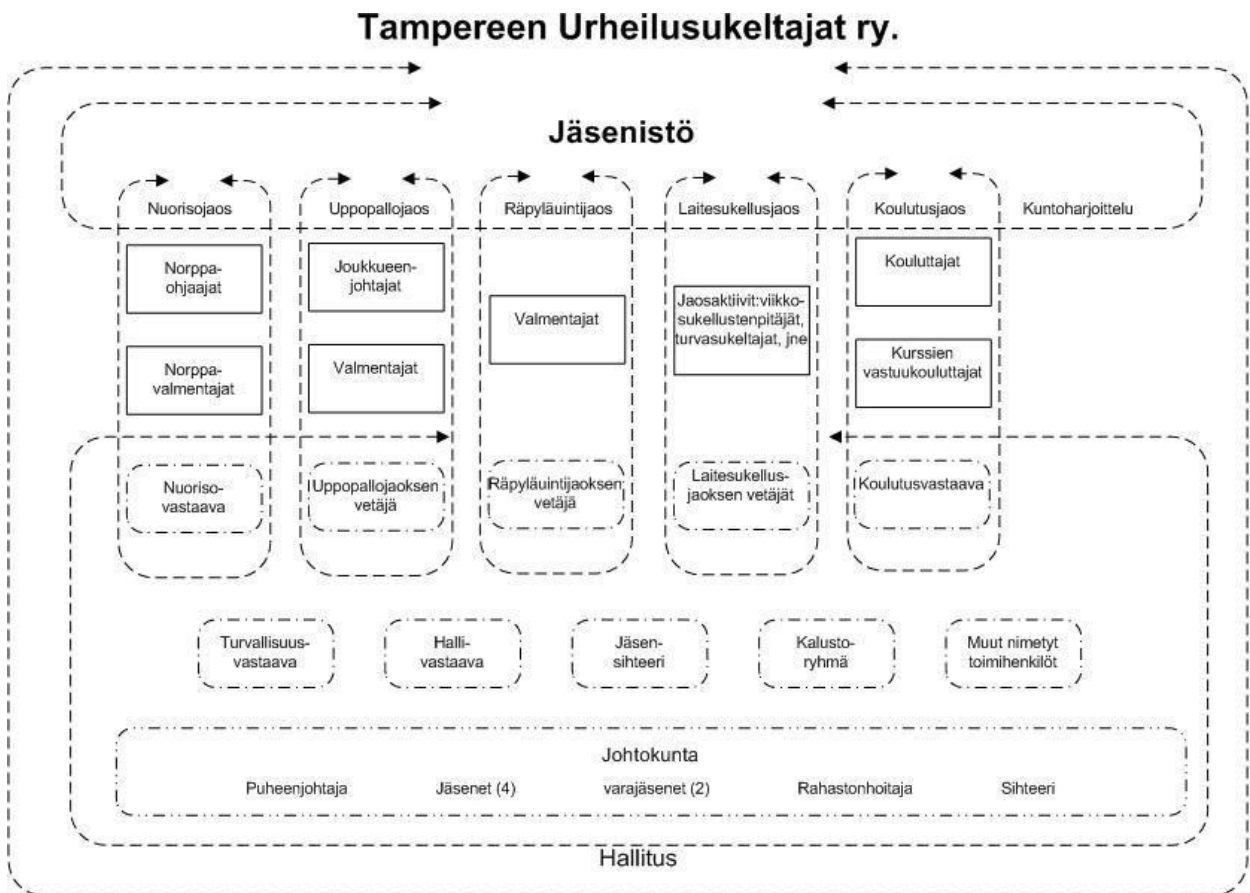 Tampereen Urheilusukeltajat ry.
Jäsenistö
Nuorisojaos
Uppopallojaos
Räpyläuintijaos
Laitesukellusjaos
Koulutusjaos
Kuntoharjoittelu
Norppa-
ohjaajat
Joukkueen-
johtajat
Valmentajat
Jaosaktiivit:viikko-
sukellustenpitäjät,
turvasukeltajat, jne
Kouluttajat
Norppa-
valmentajat
Valmentajat
Kurssien
vastuukouluttajat
Nuoriso-
vastaava
Uppopallojaoksen
vetäjä
Räpyläuintijaoksen
vetäjä
Laitesukellus-
jaoksen vetäjät
Koulutusvastaava
Turvallisuus-
vastaava
Halli-
vastaava
Jäsen-
sihteeri
Kalusto-
ryhmä
Muut nimetyt
toimihenkilöt
Johtokunta
Puheenjohtaja
Jäsenet (4)
varajäsenet (2)
Rahastonhoitaja
Sihteeri
Hallitus